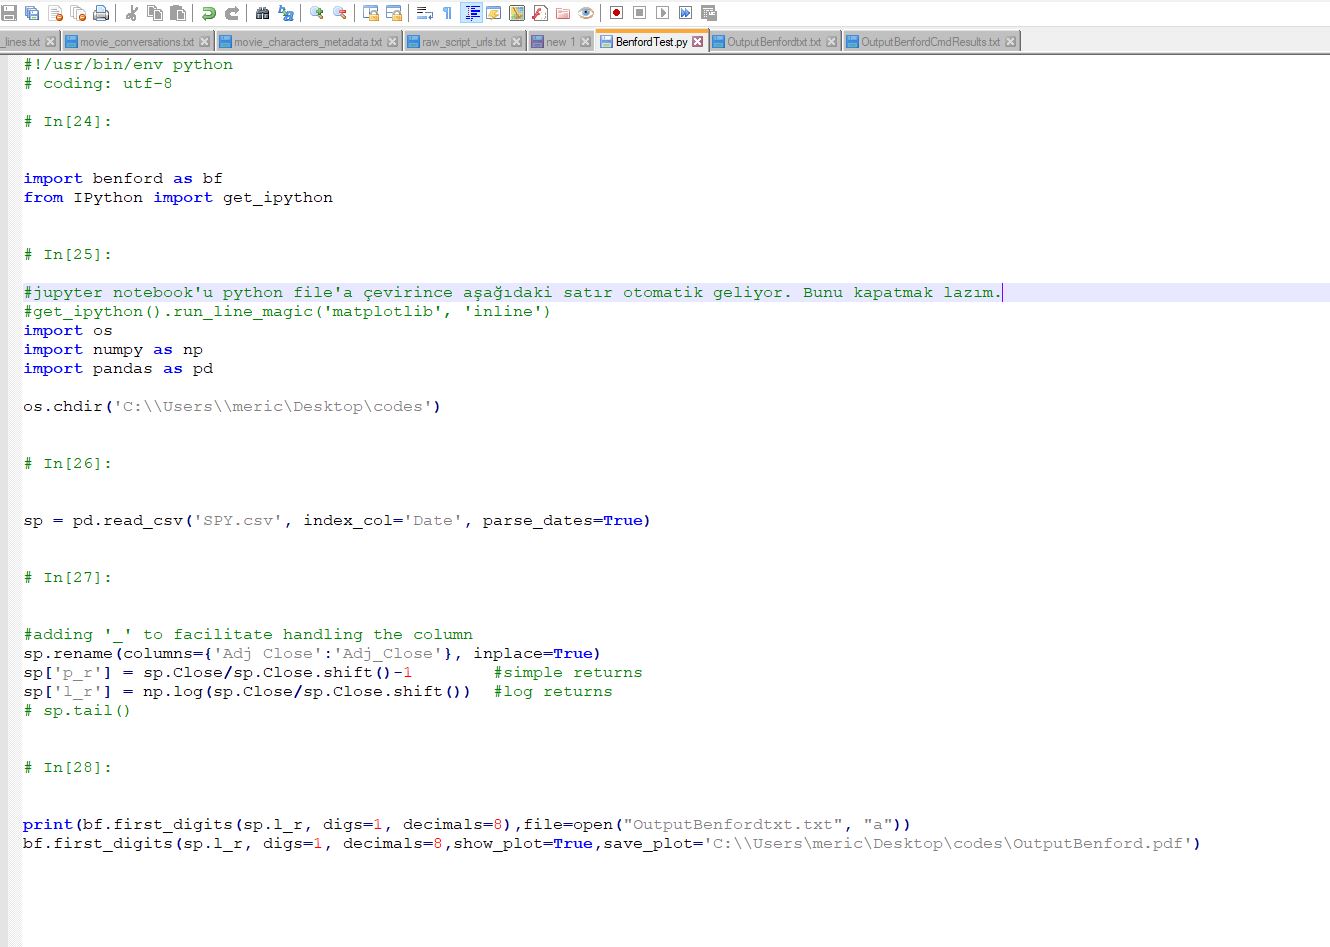 _lines.txt movie_conversations.txt movie_characters_metadata.txt raw_script_urls.txt new 1 BenfordTest.py OutputBenfordtxt.txt OutputBenfordCmdResults.txt
#!/usr/bin/env python
# coding: utf-8
# In[24]:
import benford as bf
from IPython import get_ipython
# In[25]:
#jupyter notebook'u python file'a çevirince aşağıdaki satır otomatik geliyor. Bunu kapatmak lazım.
#get_ipython().run_line_magic('matplotlib', 'inline')
import os
import numpy as np
import pandas as pd
os.chdir('C:\\Users\\meric\Desktop\codes')
# In[26]:
sp = pd.read_csv('SPY.csv', index_col='Date', parse_dates=True)
# In[27]:
#adding '_' to facilitate handling the column
sp.rename(columns={'Adj Close':'Adj_Close'}, inplace=True)
sp['p_r'] = sp.Close/sp.Close.shift()-1        #simple returns
sp['l_r'] = np.log(sp.Close/sp.Close.shift())  #log returns
# sp.tail()
# In[28]:
print(bf.first_digits(sp.l_r, digs=1, decimals=8),file=open("OutputBenfordtxt.txt", "a"))
bf.first_digits(sp.l_r, digs=1, decimals=8,show_plot=True,save_plot='C:\\Users\meric\Desktop\codes\OutputBenford.pdf')